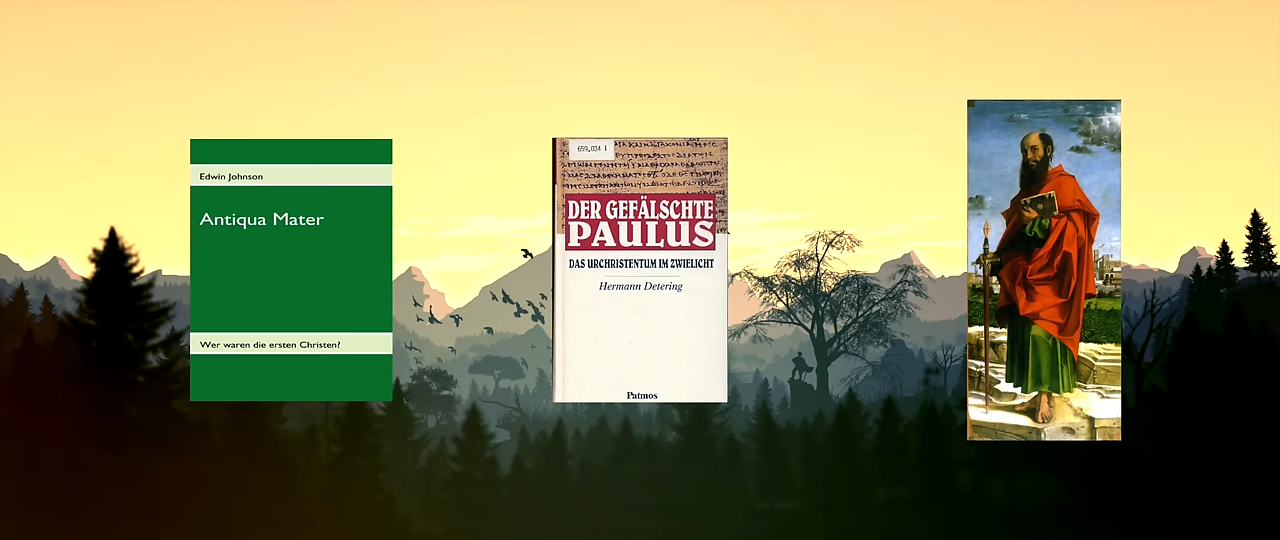 Edwin Johnson
Antiqua Mater
Wer waren die ersten Christen?
659,034 1
DER GEFÄLSCHTE
PAULUS
DAS URCHRISTENTUM IM ZWIELICHT
Hermann Detering
Patmos